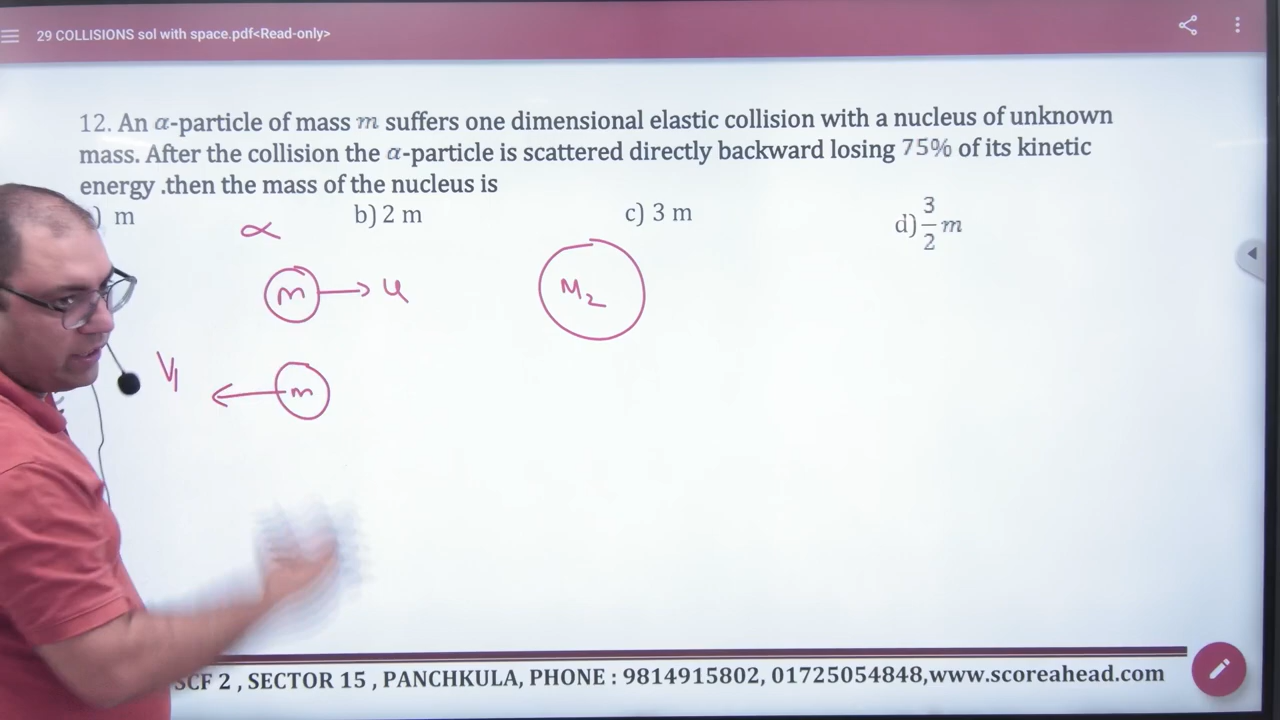 29 COLLISIONS sol with space.pdf<Read-only>
12. An α-particle of mass m suffers one dimensional elastic collision with a nucleus of unknown
mass. After the collision the α-particle is scattered directly backward losing 75% of its kinetic
energy .then the mass of the nucleus is
) m b) 2 m c) 3 m d) 3/2 m
α
m → u M2
V1 ← m
SCF 2 , SECTOR 15 , PANCHKULA, PHONE : 9814915802, 01725054848,www.scoreahead.com